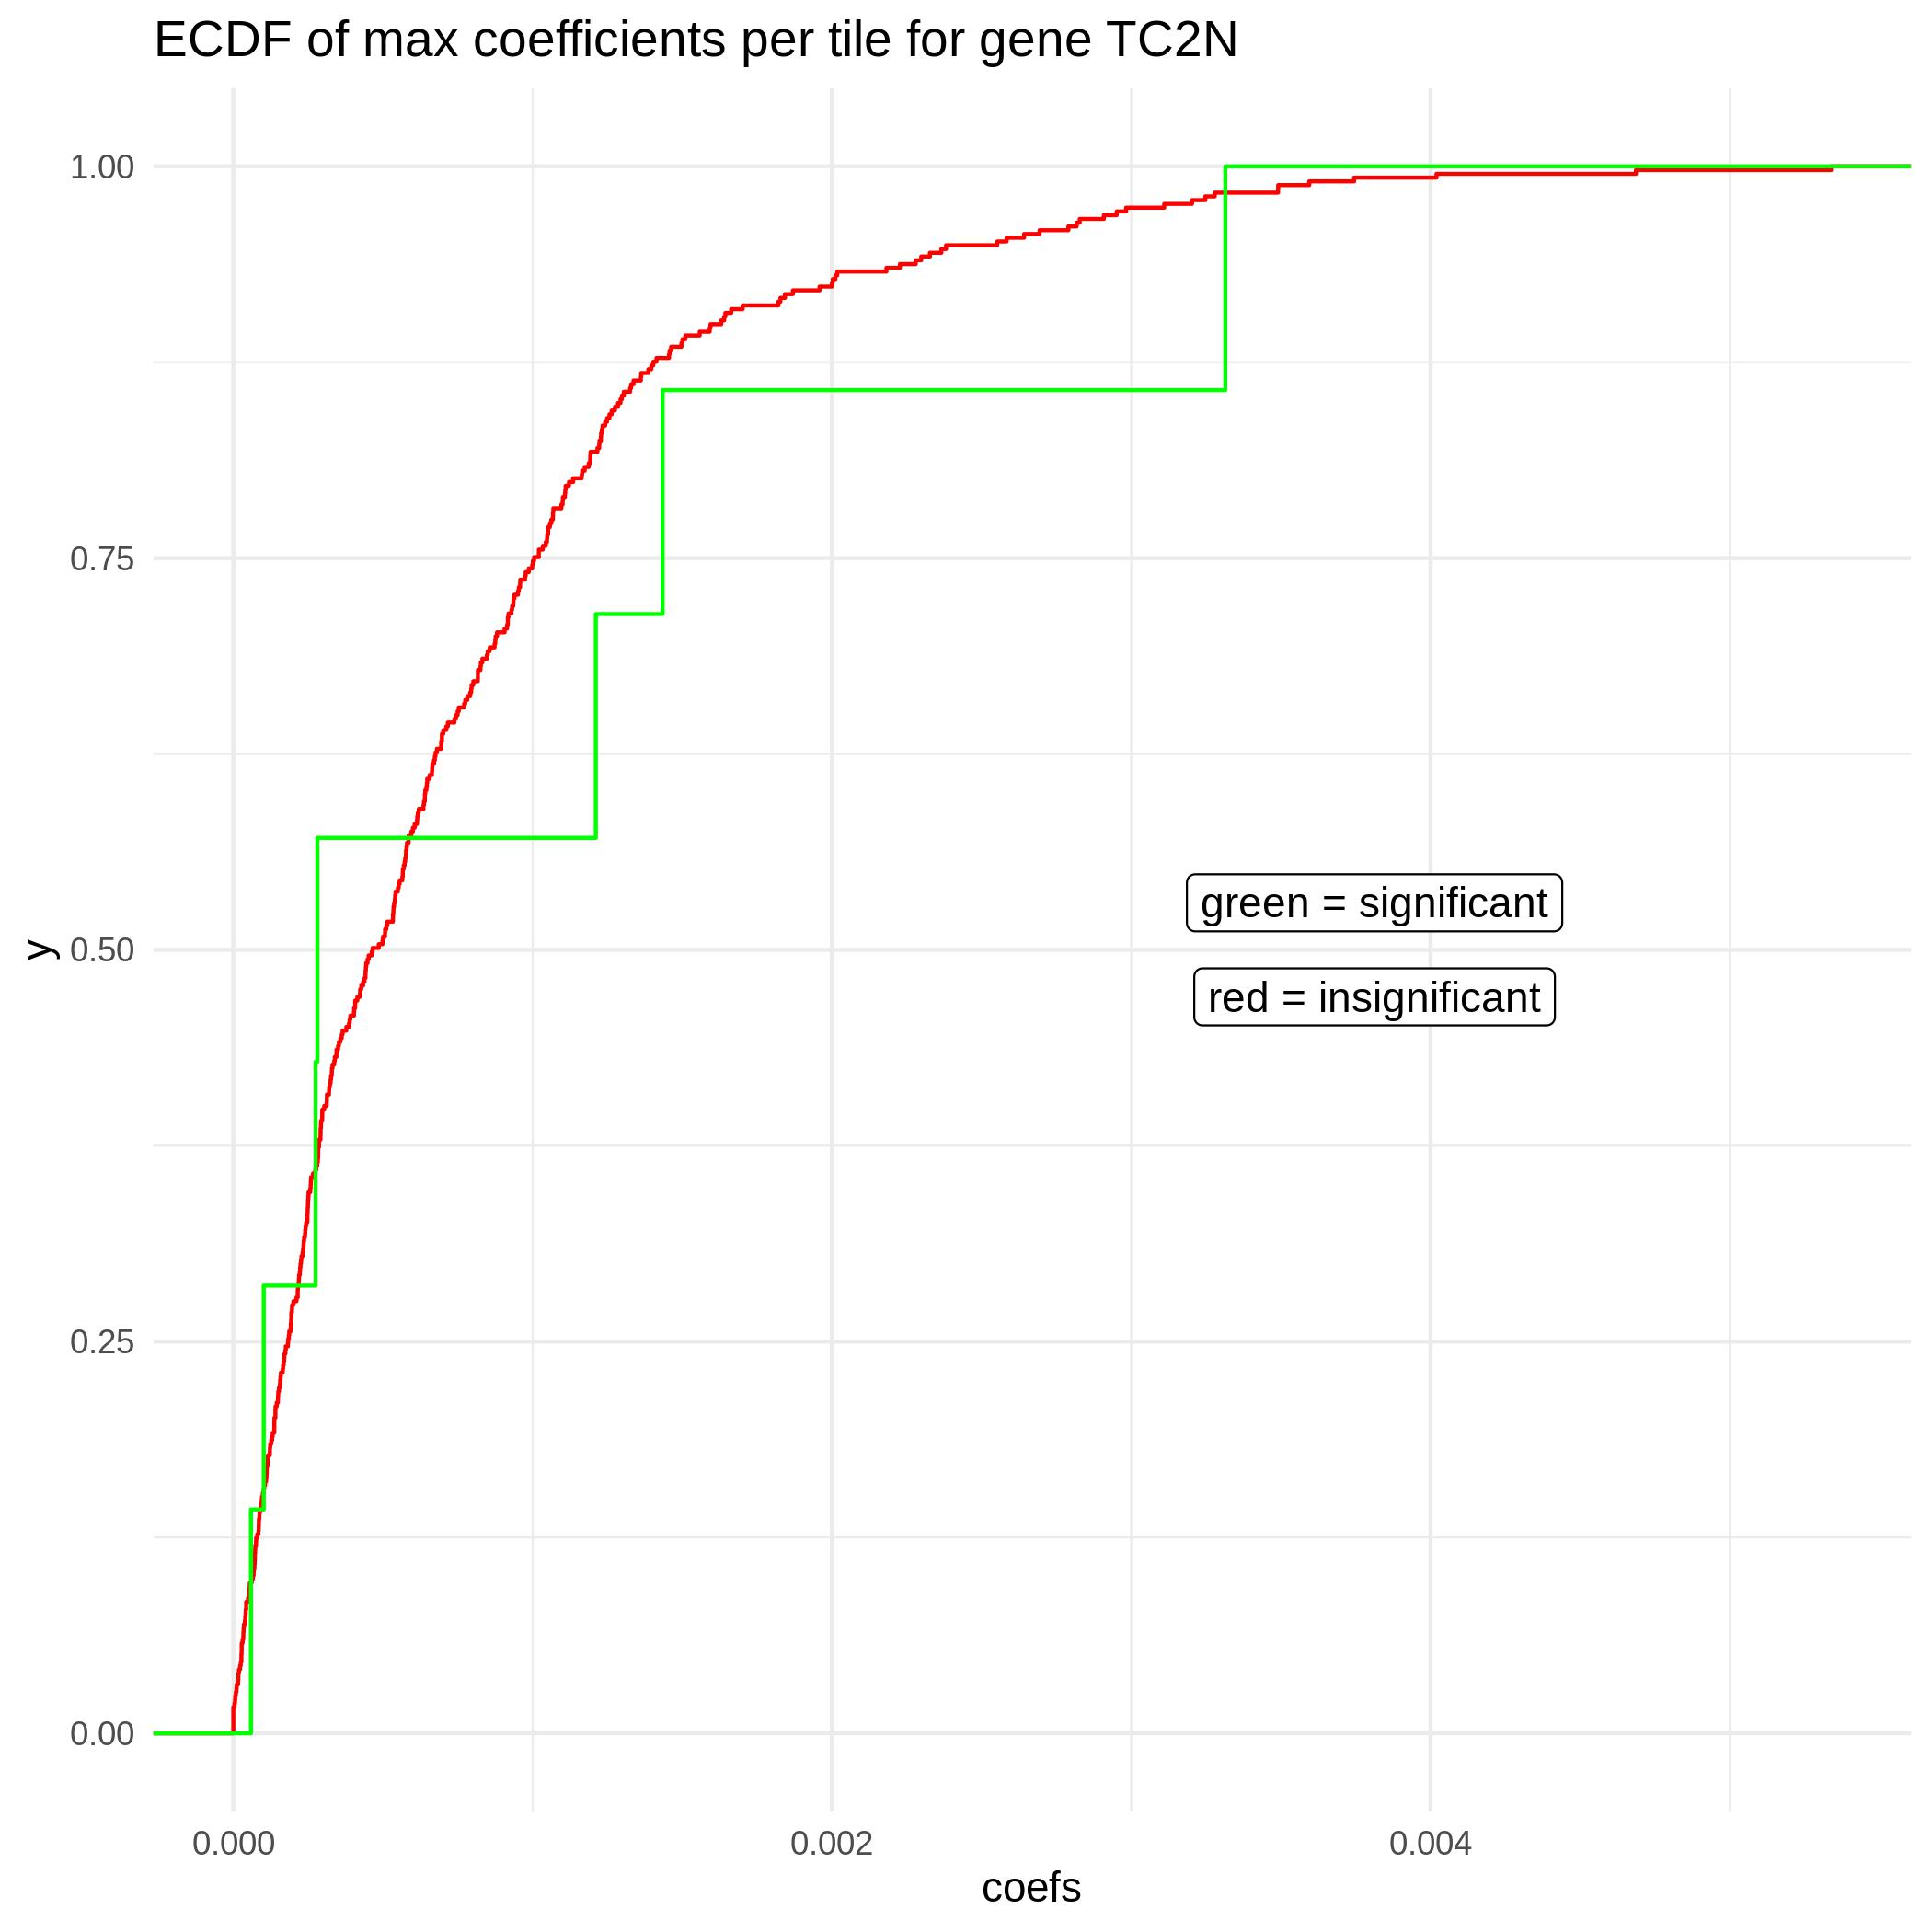 ECDF of max coefficients per tile for gene TC2N
1.00
0.75
0.50
0.25
0.00
y
green = significant
red = insignificant
0.000
0.002
0.004
coefs